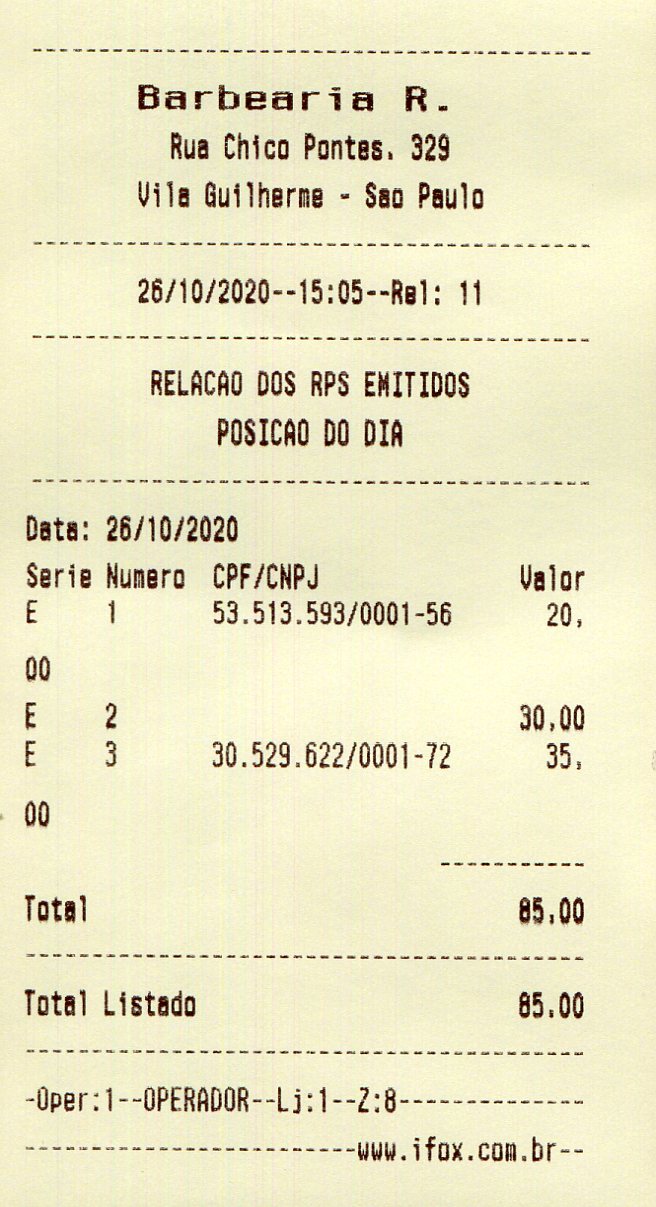 --------------------------------------------
Barbearia R.
Rua Chico Pontes, 329
Vila Guilherme - Sao Paulo
--------------------------------------------
26/10/2020--15:05--Rel: 11
--------------------------------------------
RELACAO DOS RPS EMITIDOS
POSICAO DO DIA
--------------------------------------------
Data: 26/10/2020
Serie Numero CPF/CNPJ Valor
E 1 53.513.593/0001-56 20,
00
E 2 30,00
E 3 30.529.622/0001-72 35,
00
-----------
Total 85,00
--------------------------------------------
Total Listado 85,00
--------------------------------------------
-Oper:1--OPERADOR--Lj:1--Z:8--------------
-------------------------www.ifox.com.br--